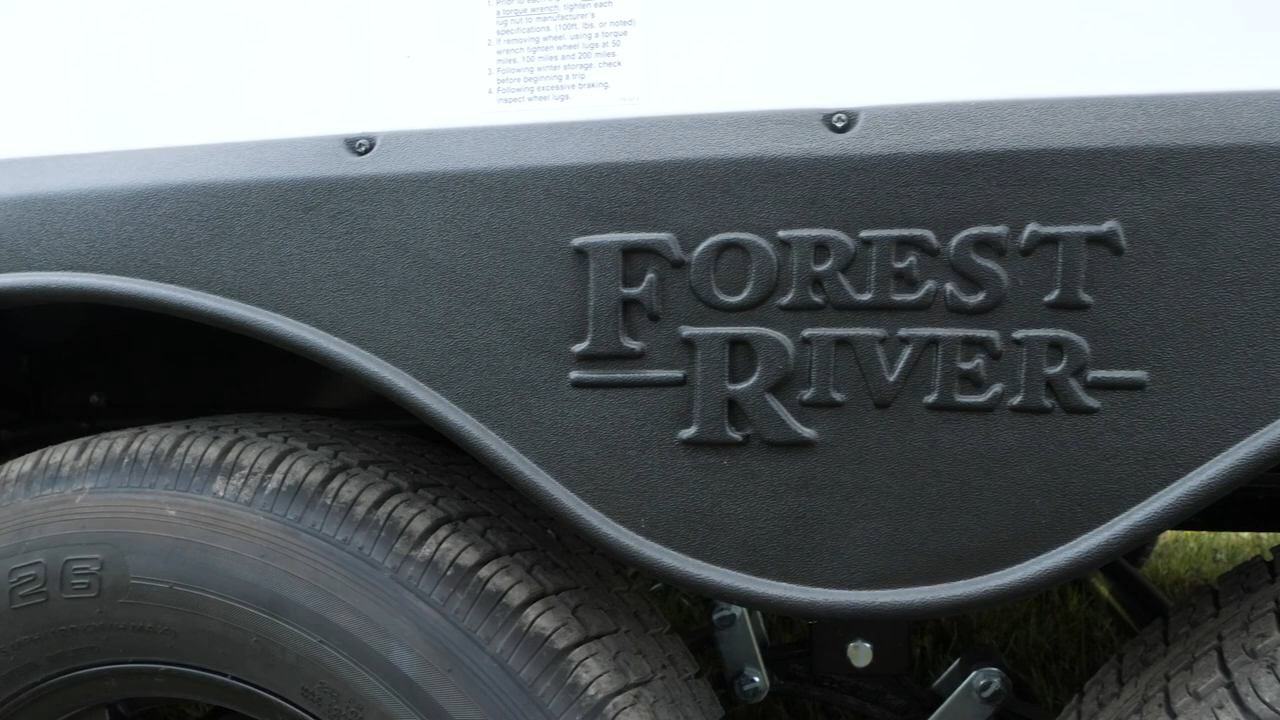 a torque wrench, tighten each
lug nut to manufacturer's
specifications. (100ft. lbs. or noted)
2. If removing wheel, using a torque
wrench tighten wheel lugs at 50
miles, 100 miles and 200 miles.
3. Following winter storage, check
before beginning a trip.
4. Following excessive braking,
inspect wheel lugs.
FOREST
RIVER
26